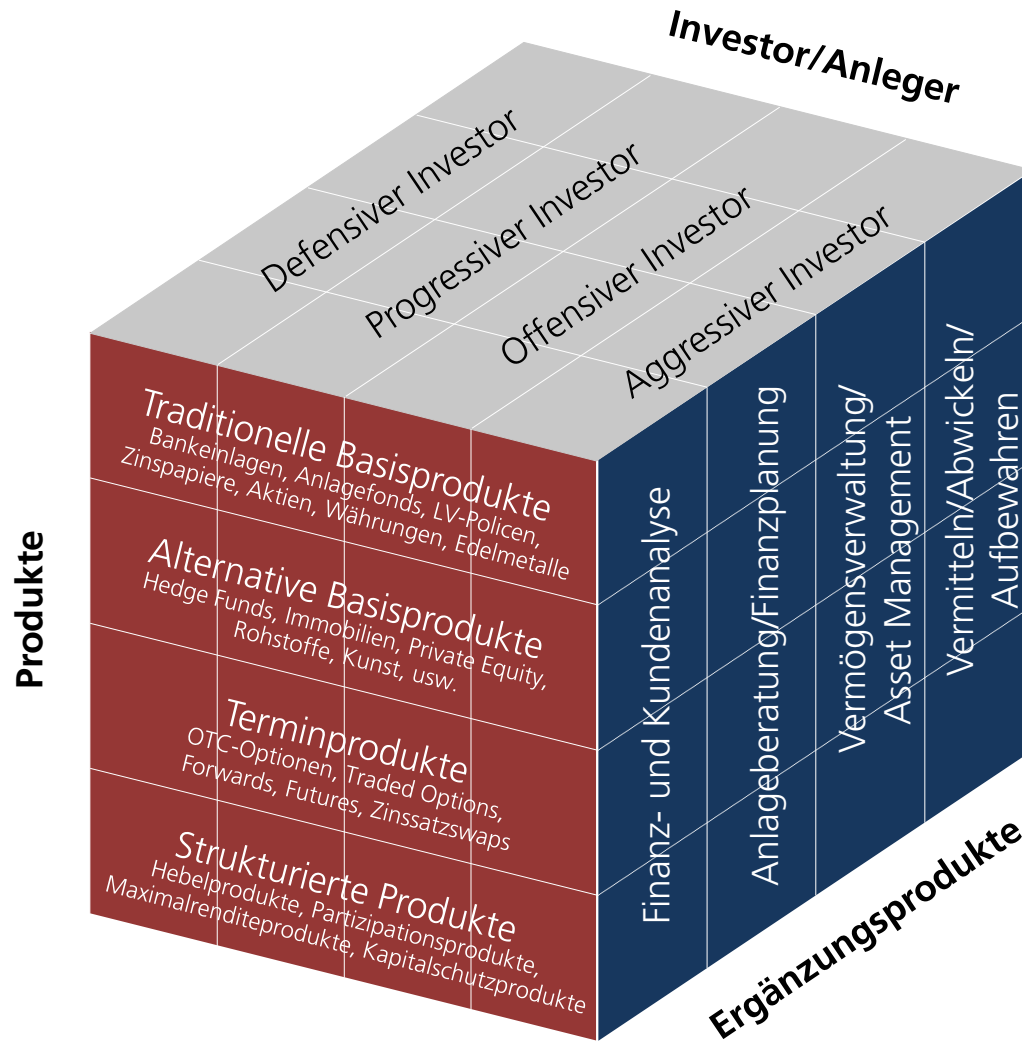 Investor/Anleger
Defensiver Investor
Progressiver Investor
Offensiver Investor
Aggressiver Investor
Produkte
Traditionelle Basisprodukte
Bankeinlagen, Anlagefonds, LV-Policen,
Zinspapiere, Aktien, Währungen, Edelmetalle
Alternative Basisprodukte
Hedge Funds, Immobilien, Private Equity,
Rohstoffe, Kunst, usw.
Terminprodukte
OTC-Optionen, Traded Options,
Forwards, Futures, Zinssatzswaps
Strukturierte Produkte
Hebelprodukte, Partizipationsprodukte,
Maximalrenditeprodukte, Kapitalschutzprodukte
Finanz- und Kundenanalyse
Anlageberatung/Finanzplanung
Vermögensverwaltung/
Asset Management
Vermitteln/Abwickeln/
Aufbewahren
Ergänzungsprodukte